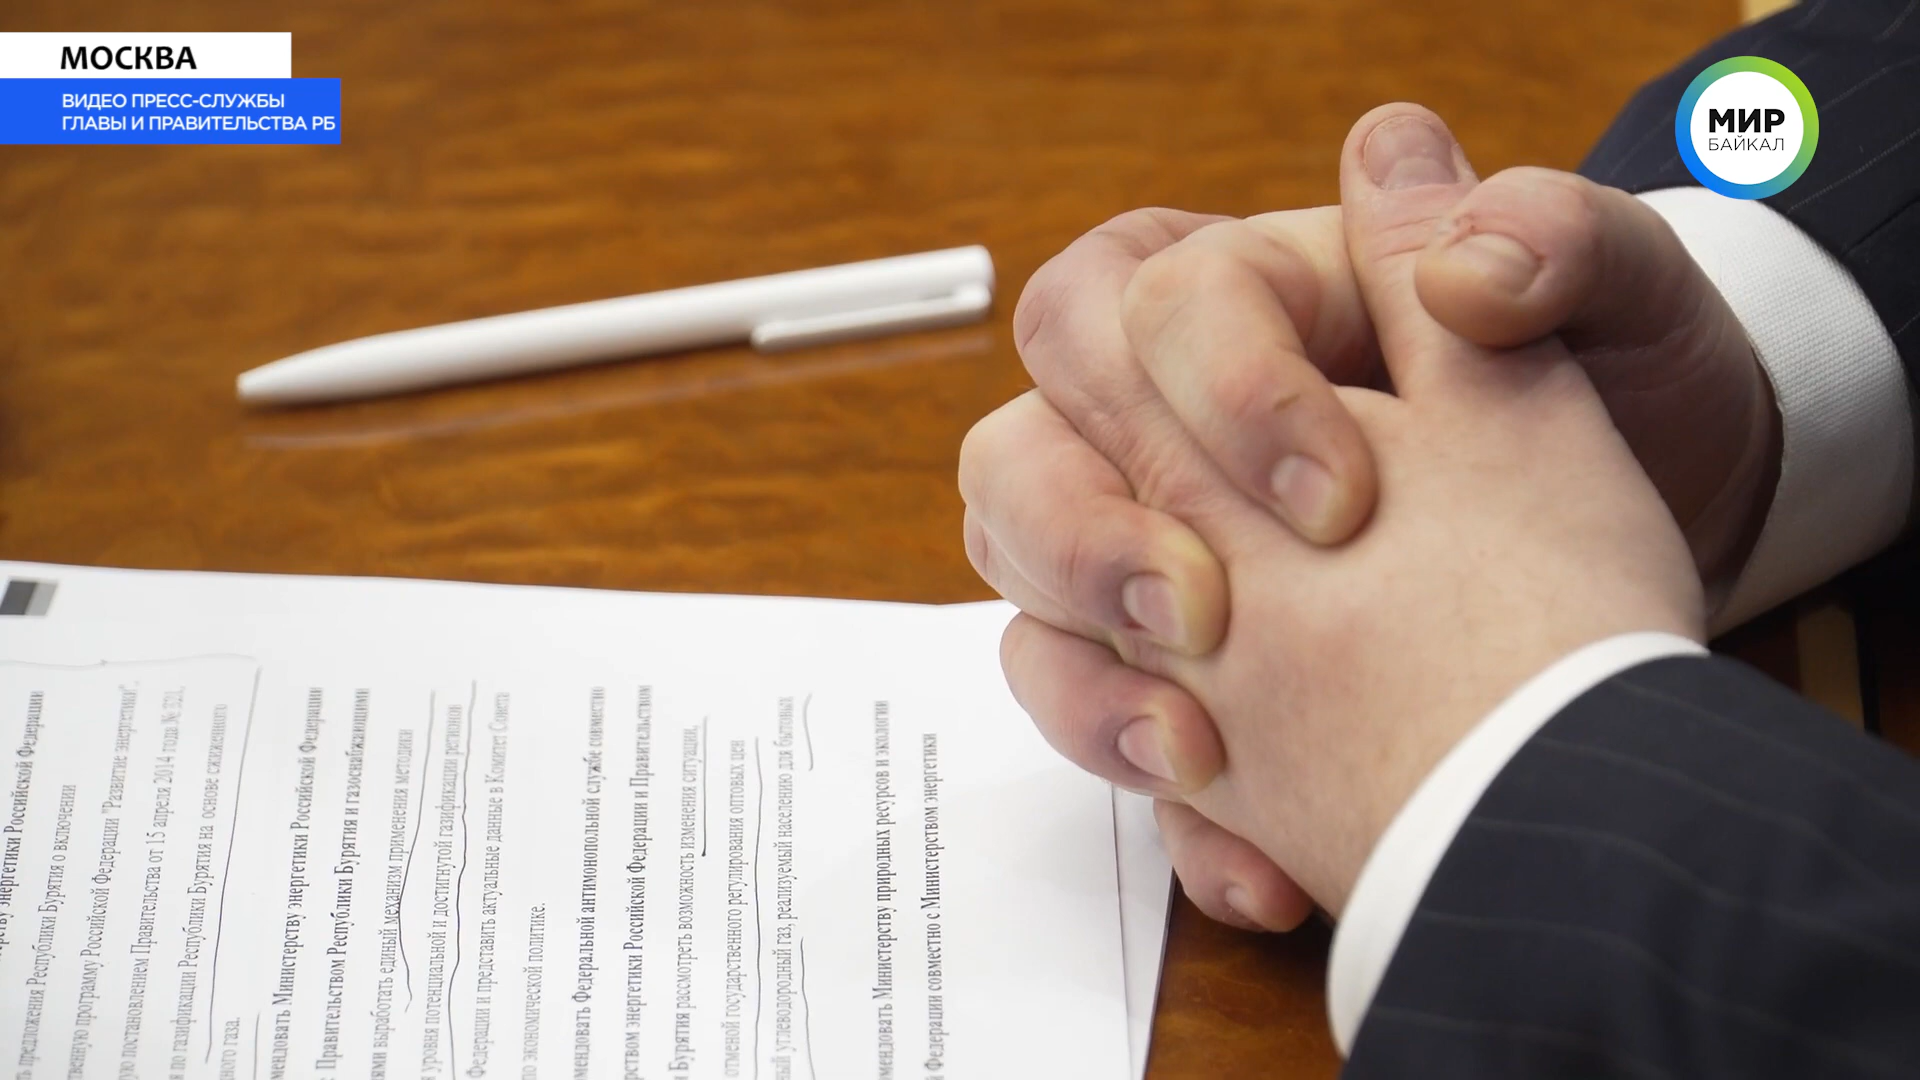 МОСКВА
ВИДЕО ПРЕСС-СЛУЖБЫ
ГЛАВЫ И ПРАВИТЕЛЬСТВА РБ
МИР
БАЙКАЛ
энергетики Российской Федерации
предложения Республики Бурятия о включении
программу Российской Федерации "Развитие энергетики".
постановлением Правительства от 15 апреля 2014 года № 321,
по газификации Республики Бурятия на основе сжиженного
газа.
Министерству энергетики Российской Федерации
Правительством Республики Бурятия и газоснабжающими
выработать единый механизм применения методики
уровня потенциальной и достигнутой газификации регионов
Федерации и представить актуальные данные в Комитет Совета
по экономической политике.
Федеральной антимонопольной службе совместно
энергетики Российской Федерации и Правительством
Бурятия рассмотреть возможность изменения ситуации,
отменой государственного регулирования оптовых цен
углеводородный газ, реализуемый населению для бытовых
Министерству природных ресурсов и экологии
Федерации совместно с Министерством энергетики